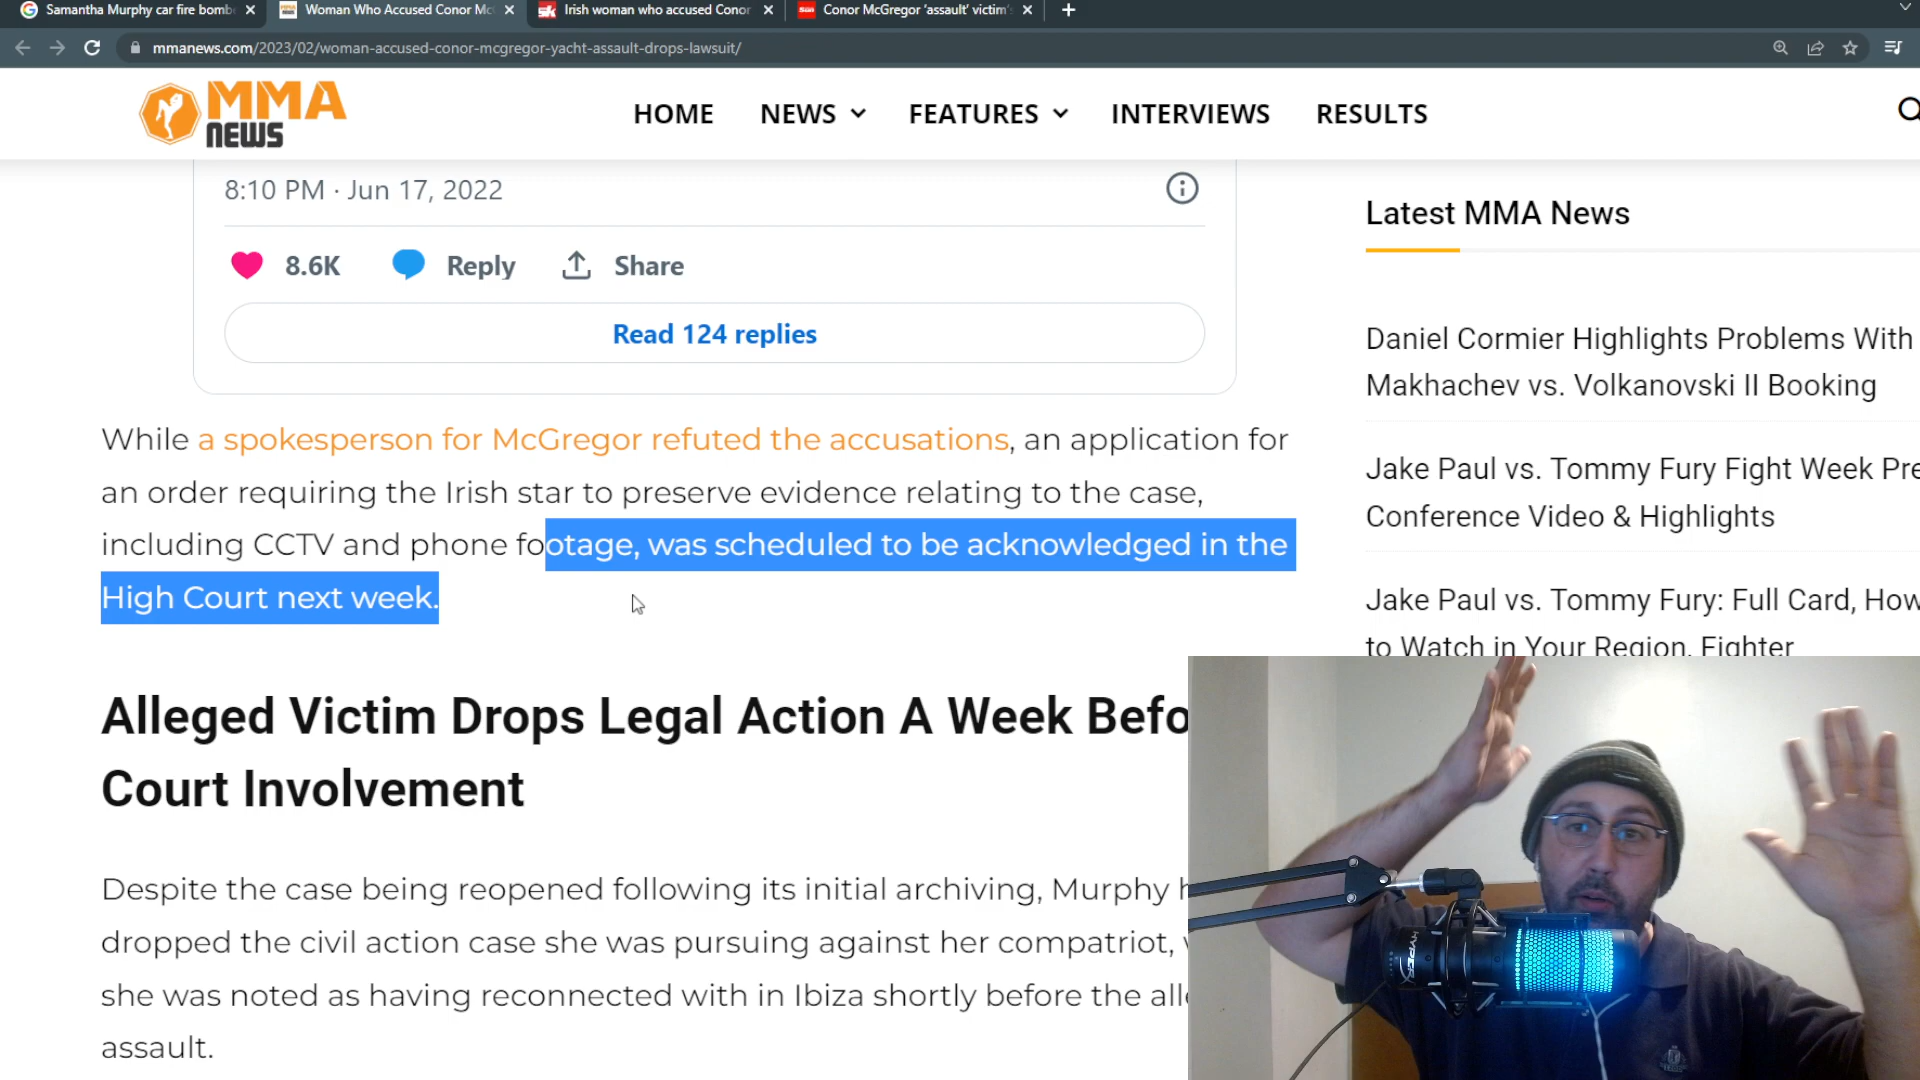 Samantha Murphy car fire bomb
Woman Who Accused Conor Mc
Irish woman who accused Conor
Conor McGregor 'assault' victim'
mmanews.com/2023/02/woman-accused-conor-mcgregor-yacht-assault-drops-lawsuit/
MMA NEWS
HOME NEWS FEATURES INTERVIEWS RESULTS
8:10 PM · Jun 17, 2022
8.6K Reply Share
Read 124 replies
While a spokesperson for McGregor refuted the accusations, an application for
an order requiring the Irish star to preserve evidence relating to the case,
including CCTV and phone footage, was scheduled to be acknowledged in the
High Court next week.
Alleged Victim Drops Legal Action A Week Befo
Court Involvement
Despite the case being reopened following its initial archiving, Murphy h
dropped the civil action case she was pursuing against her compatriot,
she was noted as having reconnected with in Ibiza shortly before the alle
assault.
Latest MMA News
Daniel Cormier Highlights Problems With
Makhachev vs. Volkanovski II Booking
Jake Paul vs. Tommy Fury Fight Week Pre
Conference Video & Highlights
Jake Paul vs. Tommy Fury: Full Card, How
to Watch in Your Region, Fighter
HYPERX